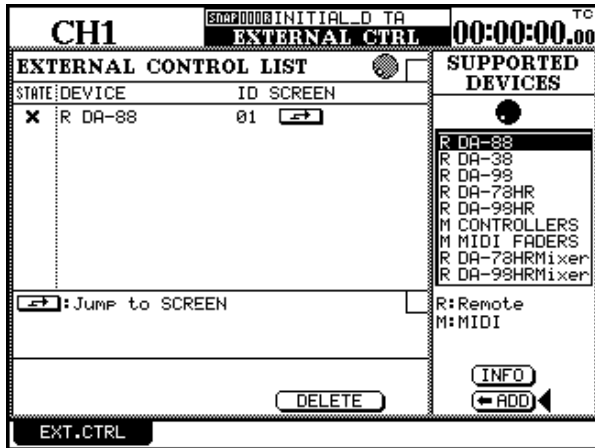 CH1
SNAP000@INITIAL_D TA
EXTERNAL CTRL
TC
00:00:00.00
EXTERNAL CONTROL LIST
STATE DEVICE ID SCREEN
R DA-88 01
:Jump to SCREEN
DELETE
SUPPORTED
DEVICES
R DA-88
R DA-38
R DA-98
R DA-78HR
R DA-98HR
M CONTROLLERS
M MIDI FADERS
R DA-78HRMixer
R DA-98HRMixer
R:Remote
M:MIDI
INFO
ADD
EXT.CTRL